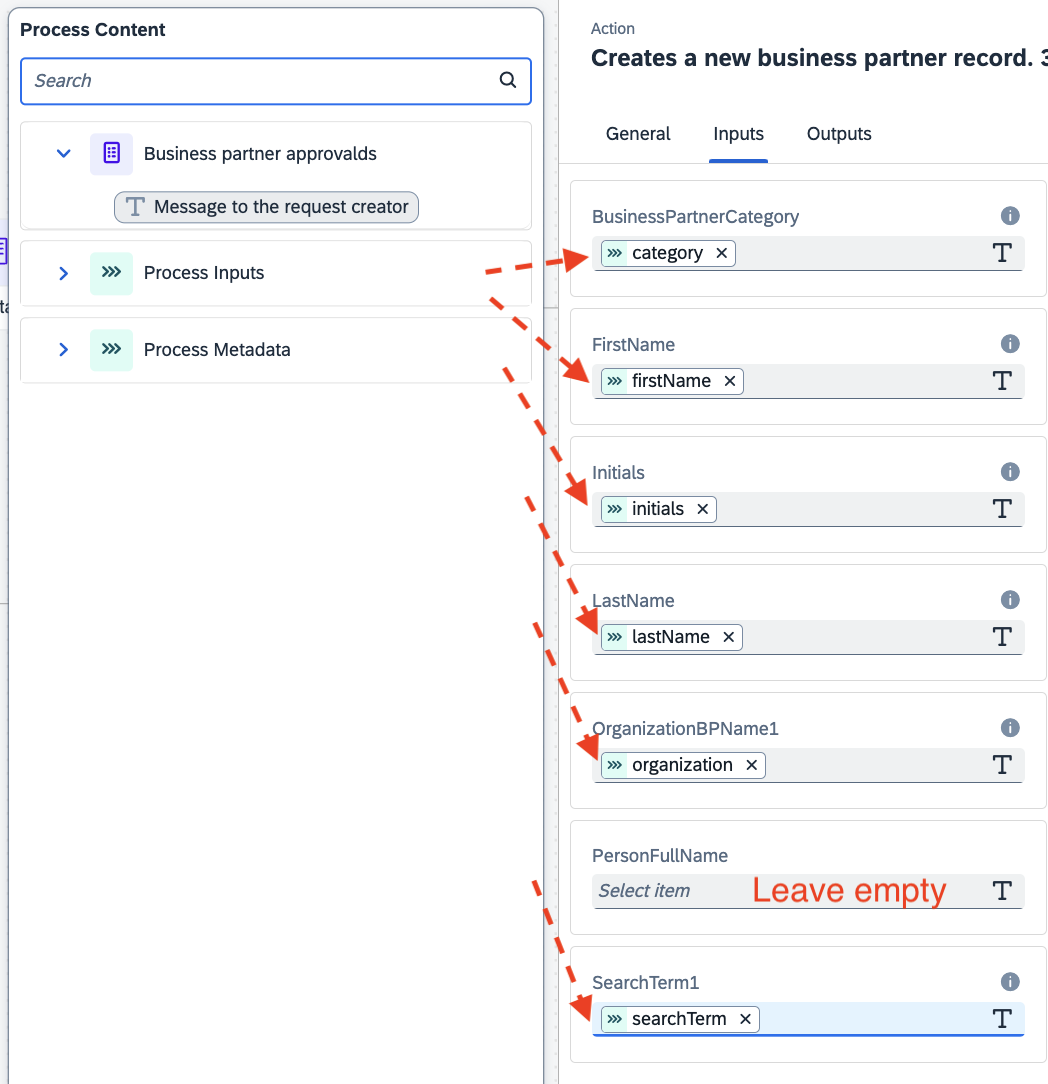 Process Content
Search
Business partner approvalds
Message to the request creator
Process Inputs
Process Metadata
Action
Creates a new business partner record. 3
General
Inputs
Outputs
BusinessPartnerCategory
category
FirstName
firstName
Initials
initials
LastName
lastName
OrganizationBPName1
organization
PersonFullName
Select item
Leave empty
SearchTerm1
searchTerm